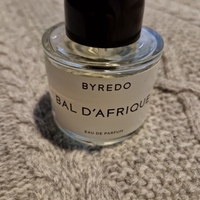 BYREDO
BAL D'AFRIQUE
EAU DE PARFUM